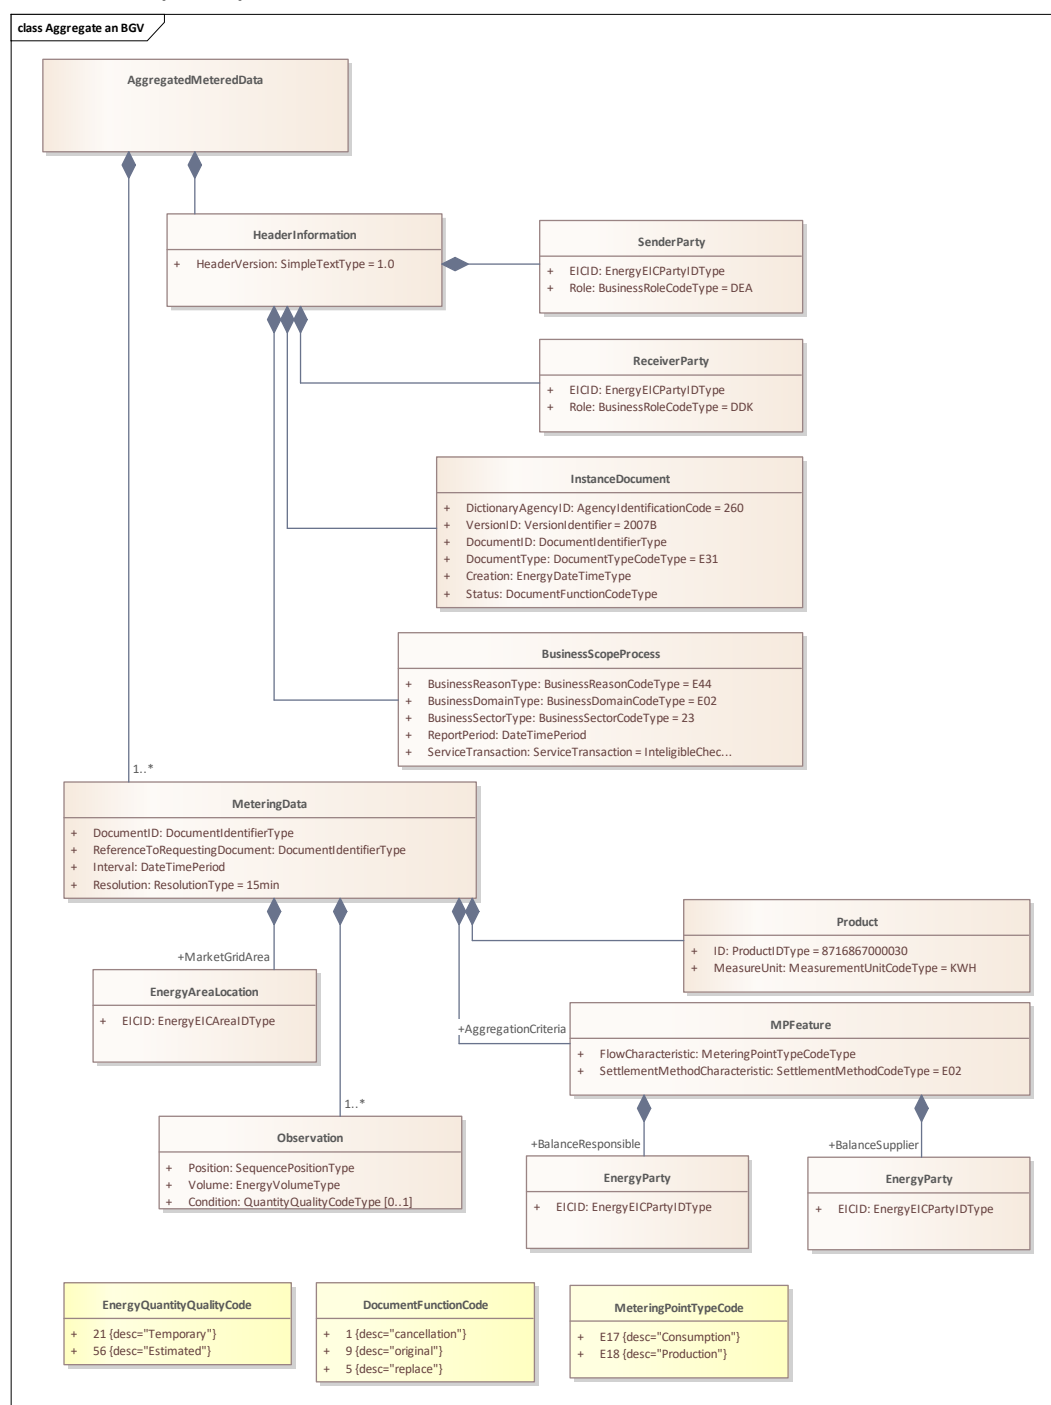 class Aggregate an BGV
AggregatedMeteredData
HeaderInformation
+ HeaderVersion: SimpleTextType = 1.0
SenderParty
+ EICID: EnergyEICPartyIDType
+ Role: BusinessRoleCodeType = DEA
ReceiverParty
+ EICID: EnergyEICPartyIDType
+ Role: BusinessRoleCodeType = DDK
InstanceDocument
+ DictionaryAgencyID: AgencyIdentificationCode = 260
+ VersionID: VersionIdentifier = 2007B
+ DocumentID: DocumentIdentifierType
+ DocumentType: DocumentTypeCodeType = E31
+ Creation: EnergyDateTimeType
+ Status: DocumentFunctionCodeType
BusinessScopeProcess
+ BusinessReasonType: BusinessReasonCodeType = E44
+ BusinessDomainType: BusinessDomainCodeType = E02
+ BusinessSectorType: BusinessSectorCodeType = 23
+ ReportPeriod: DateTimePeriod
+ ServiceTransaction: ServiceTransaction = InteligibleChec...
1..*
MeteringData
+ DocumentID: DocumentIdentifierType
+ ReferenceToRequestingDocument: DocumentIdentifierType
+ Interval: DateTimePeriod
+ Resolution: ResolutionType = 15min
Product
+ ID: ProductIDType = 8716867000030
+ MeasureUnit: MeasurementUnitCodeType = KWH
+MarketGridArea
EnergyAreaLocation
+ EICID: EnergyEICAreaIDType
+AggregationCriteria
MPFeature
+ FlowCharacteristic: MeteringPointTypeCodeType
+ SettlementMethodCharacteristic: SettlementMethodCodeType = E02
1..*
Observation
+ Position: SequencePositionType
+ Volume: EnergyVolumeType
+ Condition: QuantityQualityCodeType [0..1]
+BalanceResponsible
EnergyParty
+ EICID: EnergyEICPartyIDType
+BalanceSupplier
EnergyParty
+ EICID: EnergyEICPartyIDType
EnergyQuantityQualityCode
+ 21 {desc="Temporary"}
+ 56 {desc="Estimated"}
DocumentFunctionCode
+ 1 {desc="cancellation"}
+ 9 {desc="original"}
+ 5 {desc="replace"}
MeteringPointTypeCode
+ E17 {desc="Consumption"}
+ E18 {desc="Production"}